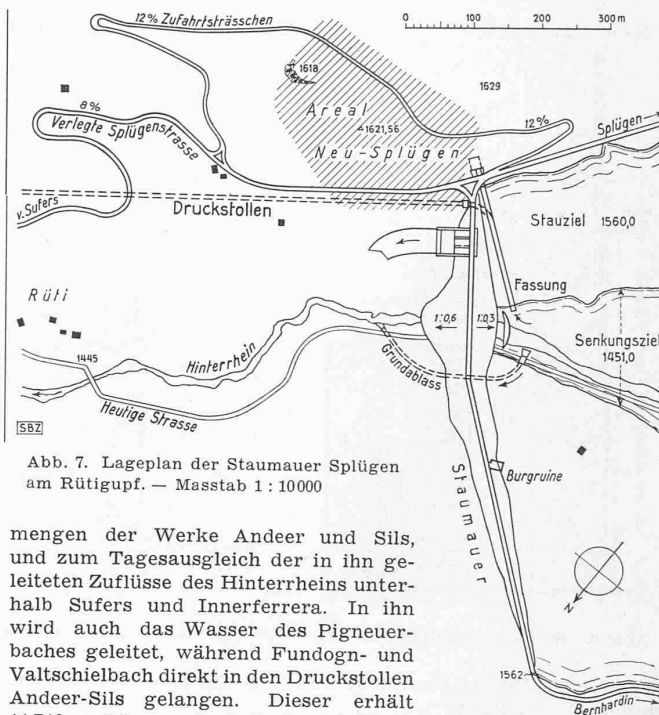 0 100 200 300 m
12% Zufahrtsträsschen
1618
1629
Areal
1621,56
Neu-Splügen
12%
Splügen
8%
Verlegte Splügenstrasse
v. Sufers
Druckstollen
Stauziel 1560,0
Fassung
Rüti
1:0,6 1:0,3
Senkungsziel
1451,0
Hinterrhein
Grundablass
1445
Heutige Strasse
SBZ
Burgruine
Staumauer
N
1562
Bernhardin
Abb. 7. Lageplan der Staumauer Splügen
am Rütigupf. — Masstab 1 : 10000
mengen der Werke Andeer und Sils,
und zum Tagesausgleich der in ihn ge-
leiteten Zuflüsse des Hinterrheins unter-
halb Sufers und Innerferrera. In ihn
wird auch das Wasser des Pigneuer-
baches geleitet, während Fundogn- und
Valtschielbach direkt in den Druckstollen
Andeer-Sils gelangen. Dieser erhält